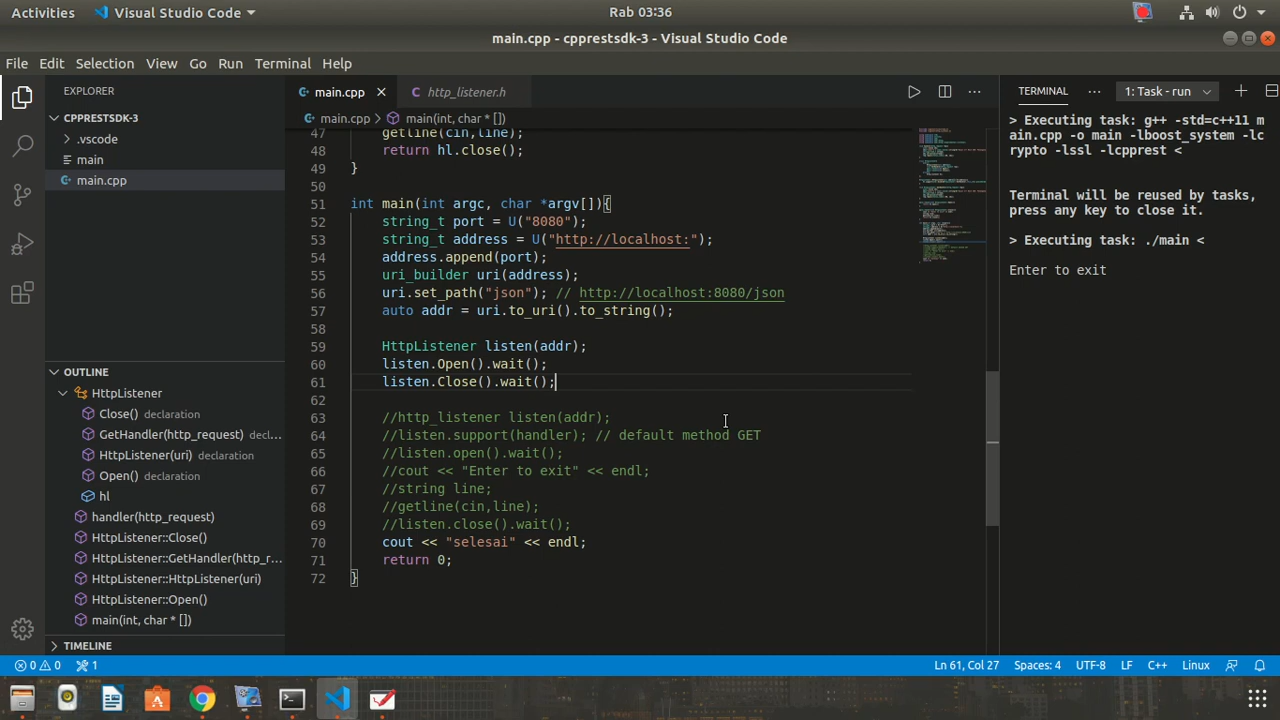 Activities
Visual Studio Code
Rab 03:36
main.cpp - cpprestsdk-3 - Visual Studio Code
File Edit Selection View Go Run Terminal Help
EXPLORER
CPPRESTSDK-3
.vscode
main
main.cpp
OUTLINE
HttpListener
Close() declaration
GetHandler(http_request) decl...
HttpListener(uri) declaration
Open() declaration
hl
handler(http_request)
HttpListener::Close()
HttpListener::GetHandler(http_r...
HttpListener::HttpListener(uri)
HttpListener::Open()
main(int, char * [])
TIMELINE
main.cpp
http_listener.h
main.cpp > main(int, char * [])
47 getline(cin,line);
48 return hl.close();
49 }
50
51 int main(int argc, char *argv[]){
52 string_t port = U("8080");
53 string_t address = U("http://localhost:");
54 address.append(port);
55 uri_builder uri(address);
56 uri.set_path("json"); // http://localhost:8080/json
57 auto addr = uri.to_uri().to_string();
58
59 HttpListener listen(addr);
60 listen.Open().wait();
61 listen.Close().wait();
62
63 //http_listener listen(addr);
64 //listen.support(handler); // default method GET
65 //listen.open().wait();
66 //cout << "Enter to exit" << endl;
67 //string line;
68 //getline(cin,line);
69 //listen.close().wait();
70 cout << "selesai" << endl;
71 return 0;
72 }
TERMINAL
1: Task - run
> Executing task: g++ -std=c++11 m
ain.cpp -o main -lboost_system -lc
rypto -lssl -lcpprest <
Terminal will be reused by tasks,
press any key to close it.
> Executing task: ./main <
Enter to exit
0 0 1
Ln 61, Col 27
Spaces: 4
UTF-8
LF
C++
Linux